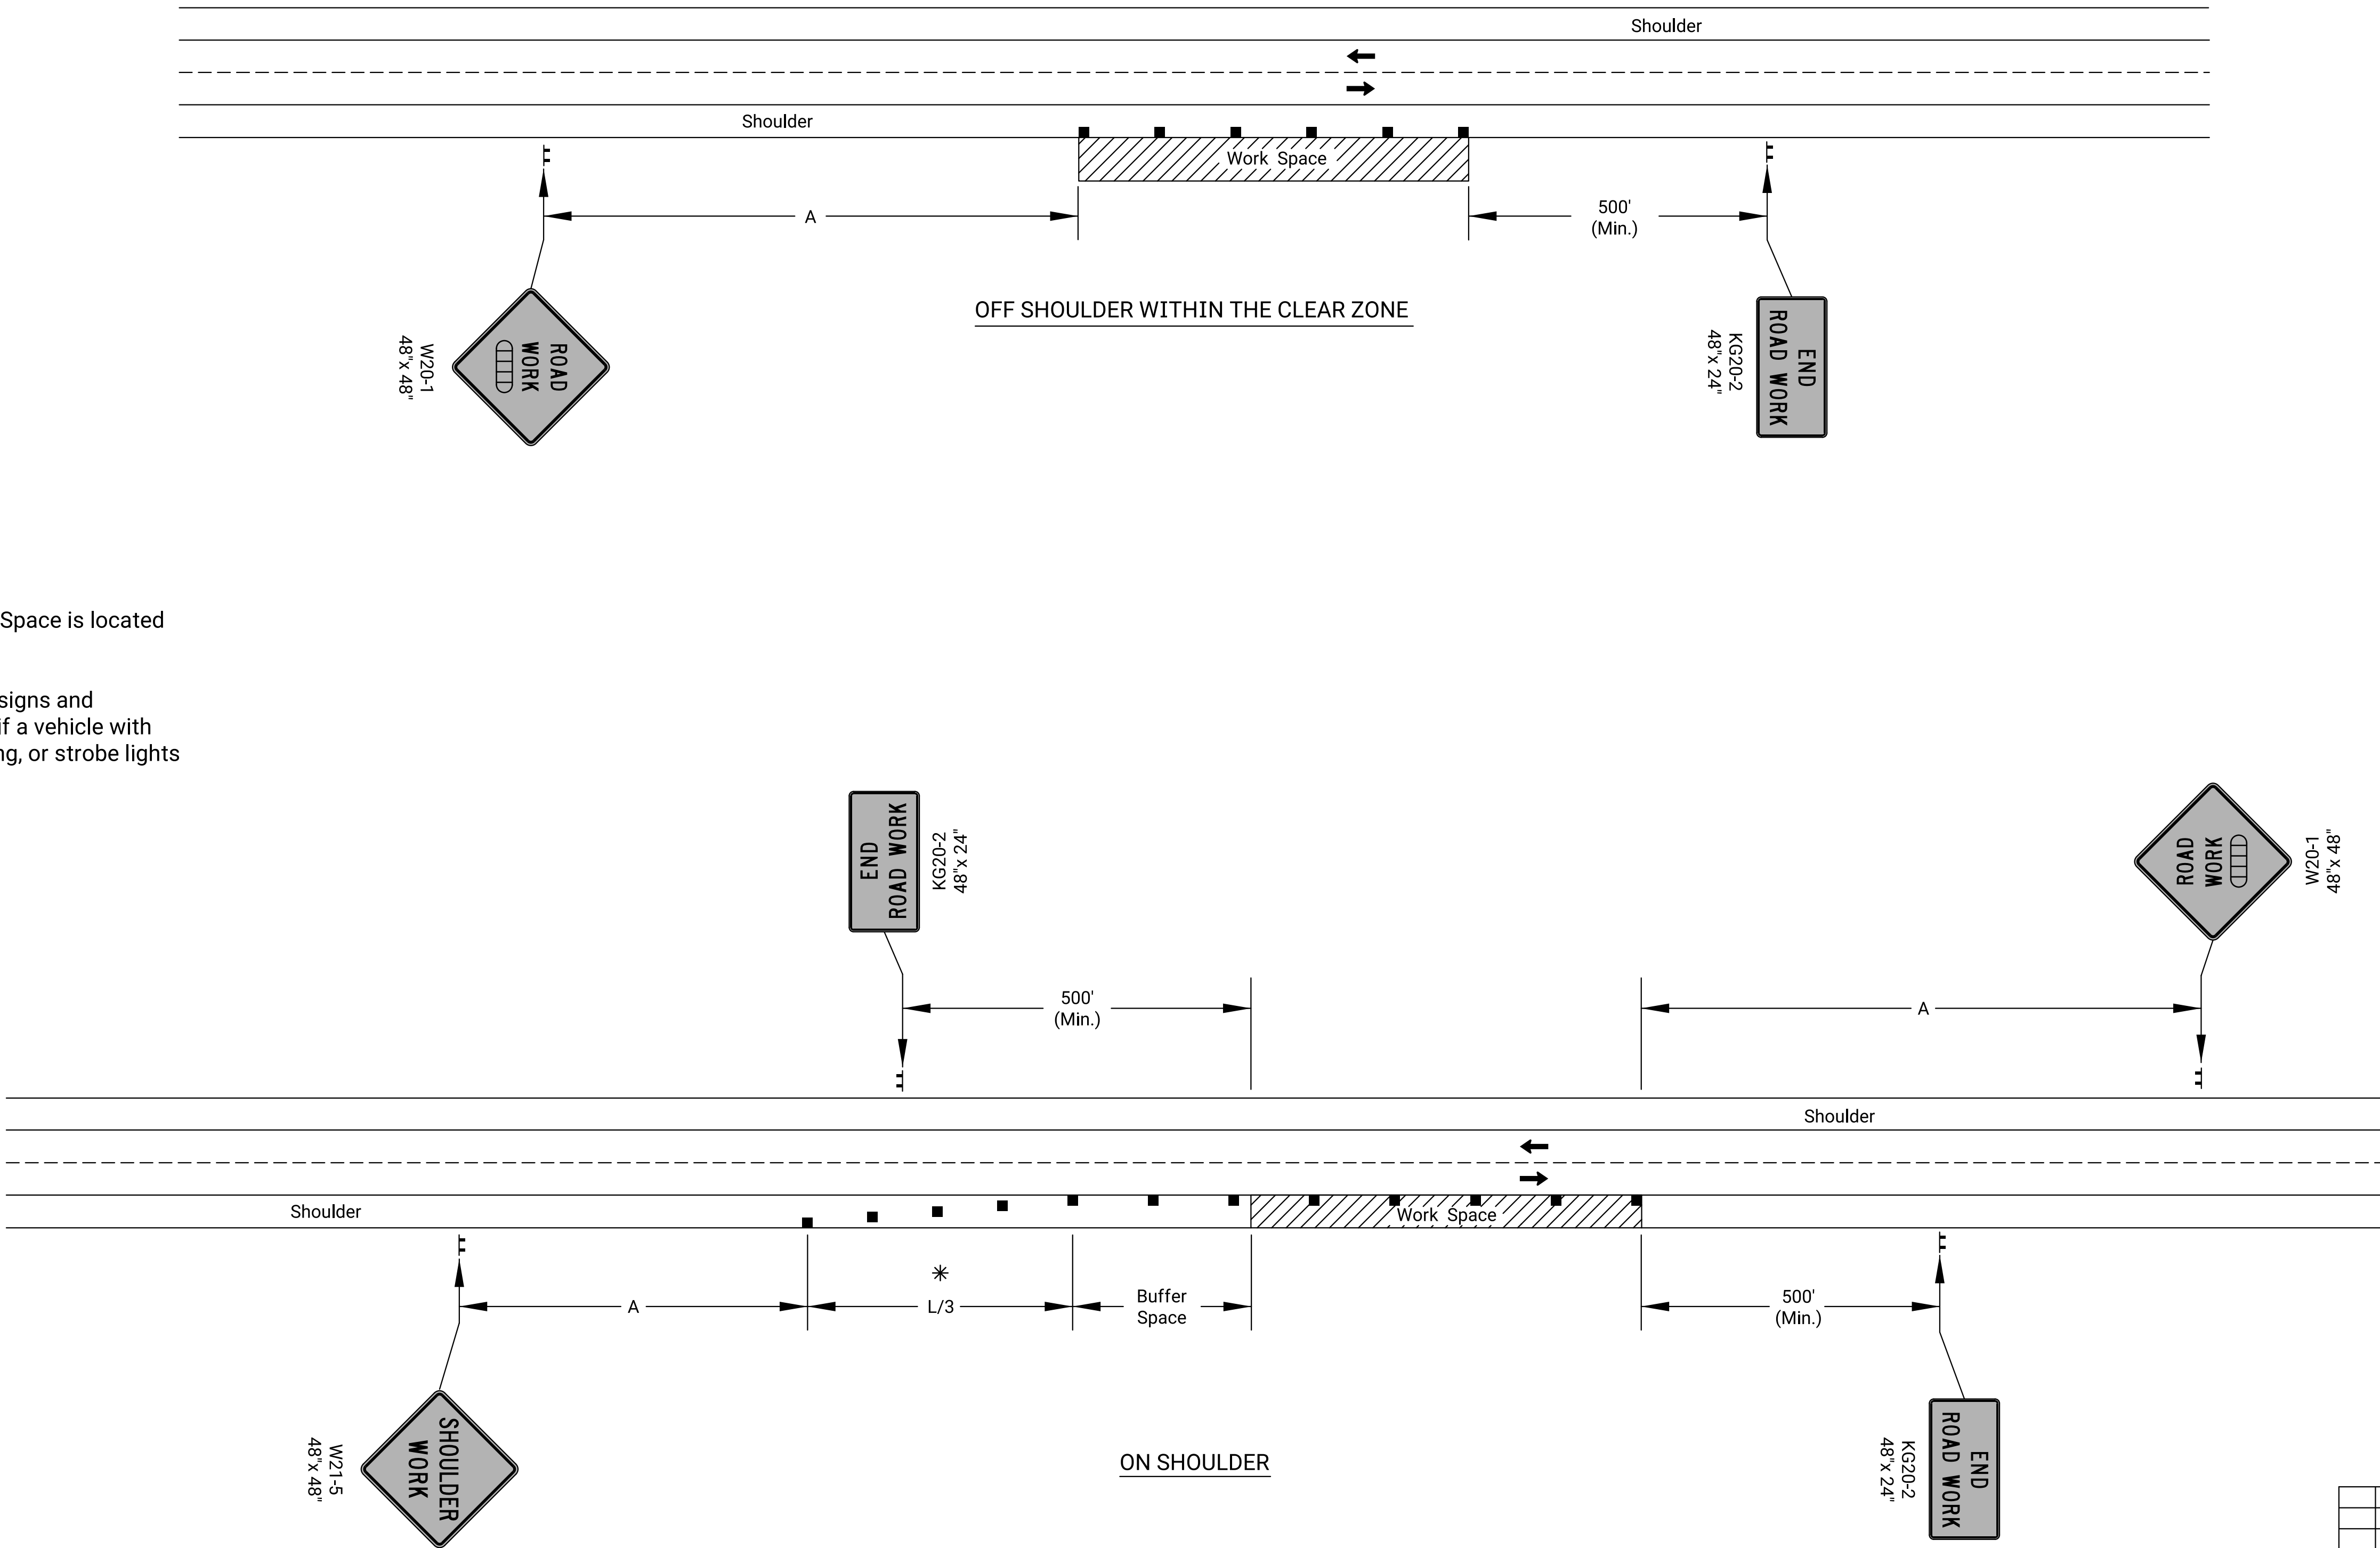 Shoulder
Shoulder
Work Space
A
500'
(Min.)
OFF SHOULDER WITHIN THE CLEAR ZONE
ROAD
WORK
W20-1
48"x 48"
END
ROAD WORK
KG20-2
48"x 24"
Space is located
signs and
if a vehicle with
ng, or strobe lights
END
ROAD WORK
KG20-2
48"x 24"
ROAD
WORK
W20-1
48"x 48"
500'
(Min.)
A
Shoulder
Shoulder
Work Space
A
L/3
Buffer
Space
500'
(Min.)
SHOULDER
WORK
W21-5
48"x 48"
ON SHOULDER
END
ROAD WORK
KG20-2
48"x 24"